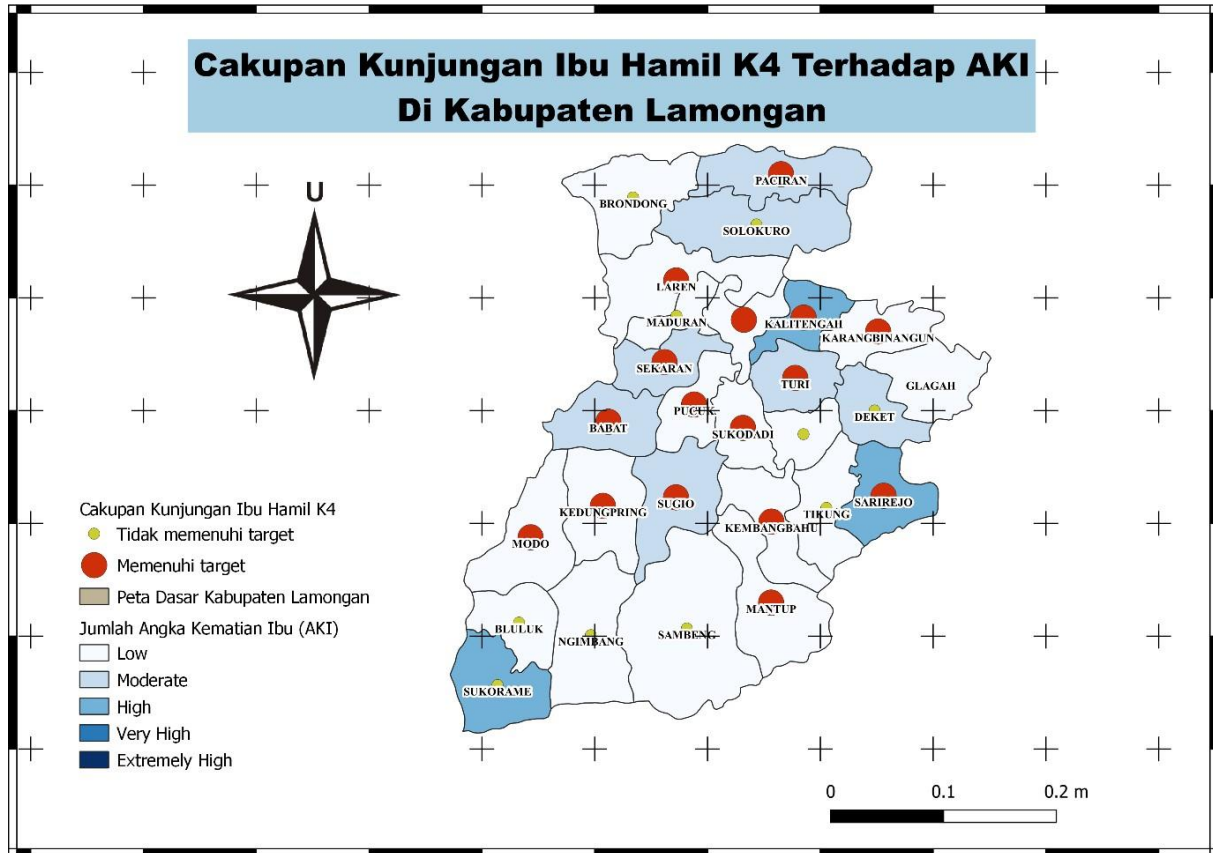 Cakupan Kunjungan Ibu Hamil K4 Terhadap AKI
Di Kabupaten Lamongan
U
PACIRAN
BRONDONG
SOLOKURO
LAREN
MADURAN
KALITENGAH
KARANGBINANGUN
SEKARAN
TURI
GLAGAH
PUCUK
DEKET
BABAT
SUKODADI
SUGIO
SARIREJO
KEDUNGPRING
TIKUNG
KEMBANGBAHU
MODO
MANTUP
BLULUK
NGIMBANG
SAMBENG
SUKORAME
Cakupan Kunjungan Ibu Hamil K4
Tidak memenuhi target
Memenuhi target
Peta Dasar Kabupaten Lamongan
Jumlah Angka Kematian Ibu (AKI)
Low
Moderate
High
Very High
Extremely High
0 0.1 0.2 m